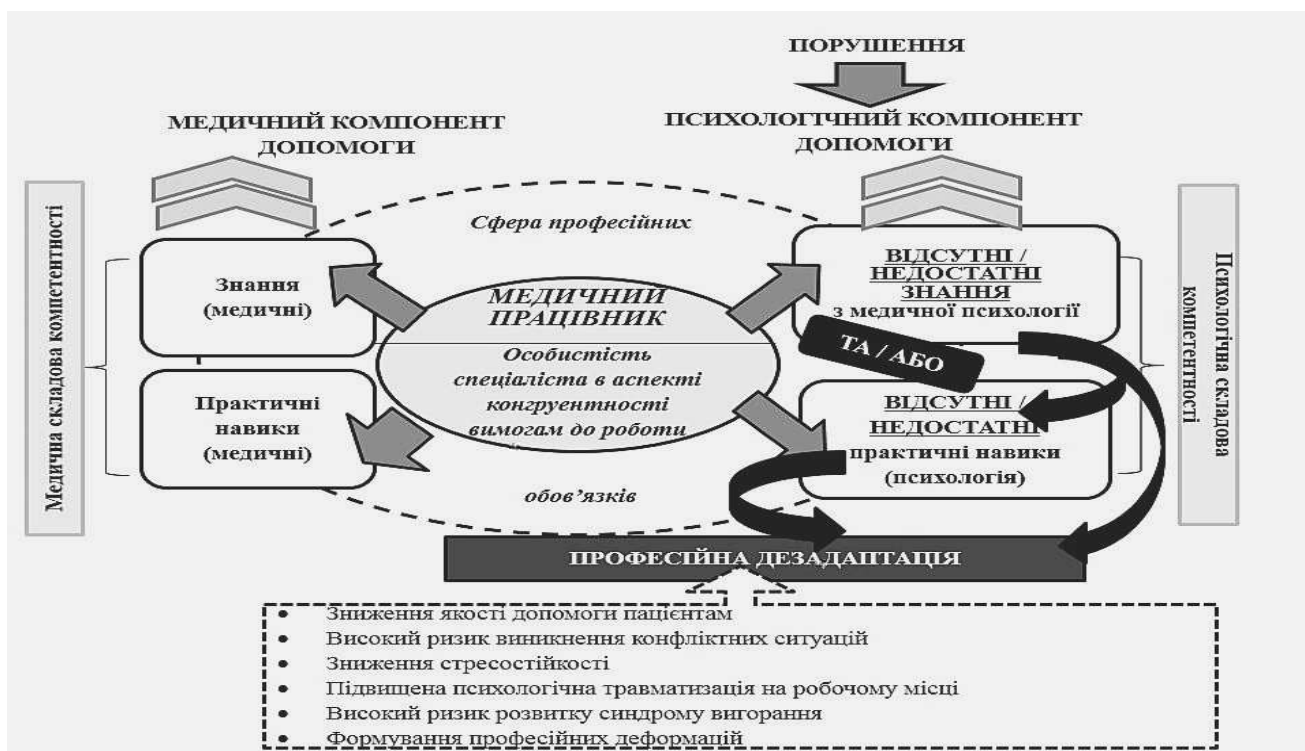 ПОРУШЕННЯ
МЕДИЧНИЙ КОМПОНЕНТ
ДОПОМОГИ
ПСИХОЛОГІЧНИЙ КОМПОНЕНТ
ДОПОМОГИ
Медична складова компетентності
Сфера професійних
Знання
(медичні)
Практичні
навики
(медичні)
МЕДИЧНИЙ
ПРАЦІВНИК
Особистість
спеціаліста в аспекті
конгруентності
вимогам до роботи
обов’язків
ВІДСУТНІ /
НЕДОСТАТНІ
ЗНАННЯ
з медичної психології
ТА / АБО
ВІДСУТНІ /
НЕДОСТАТНІ
практичні навики
(психологія)
Психологічна складова
компетентності
ПРОФЕСІЙНА ДЕЗАДАПТАЦІЯ
• Зниження якості допомоги пацієнтам
• Високий ризик виникнення конфліктних ситуацій
• Зниження стресостійкості
• Підвищена психологічна травматизація на робочому місці
• Високий ризик розвитку синдрому вигорання
• Формування професійних деформацій